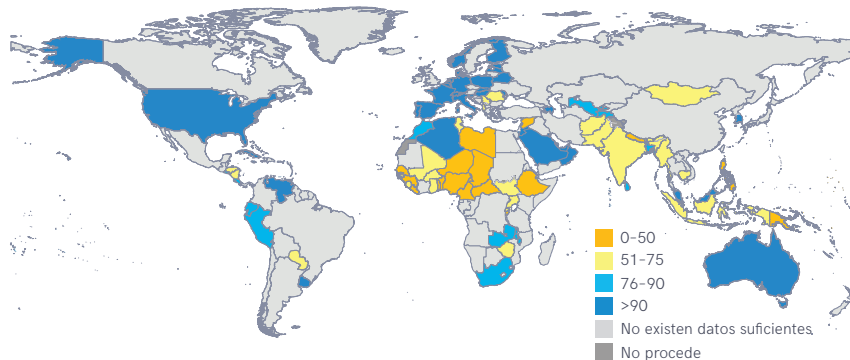 0–50
51–75
76–90
>90
No existen datos suficientes.
No procede